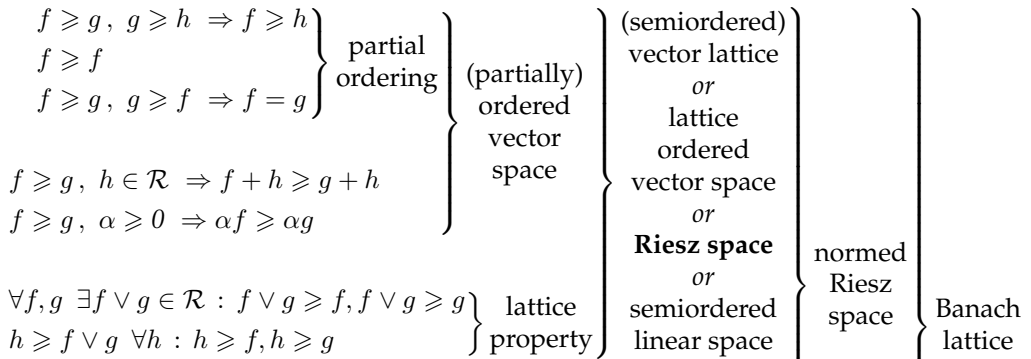 f ⩾ g , g ⩾ h ⇒ f ⩾ h
f ⩾ f
f ⩾ g , g ⩾ f ⇒ f = g
partial
ordering
f ⩾ g , h ∈ ℛ ⇒ f + h ⩾ g + h
f ⩾ g , α ⩾ 0 ⇒ αf ⩾ αg
(partially)
ordered
vector
space
∀f, g ∃f ∨ g ∈ ℛ : f ∨ g ⩾ f, f ∨ g ⩾ g
h ⩾ f ∨ g ∀h : h ⩾ f, h ⩾ g
lattice
property
(semiordered)
vector lattice
or
lattice
ordered
vector space
or
Riesz space
or
semiordered
linear space
normed
Riesz
space
Banach
lattice